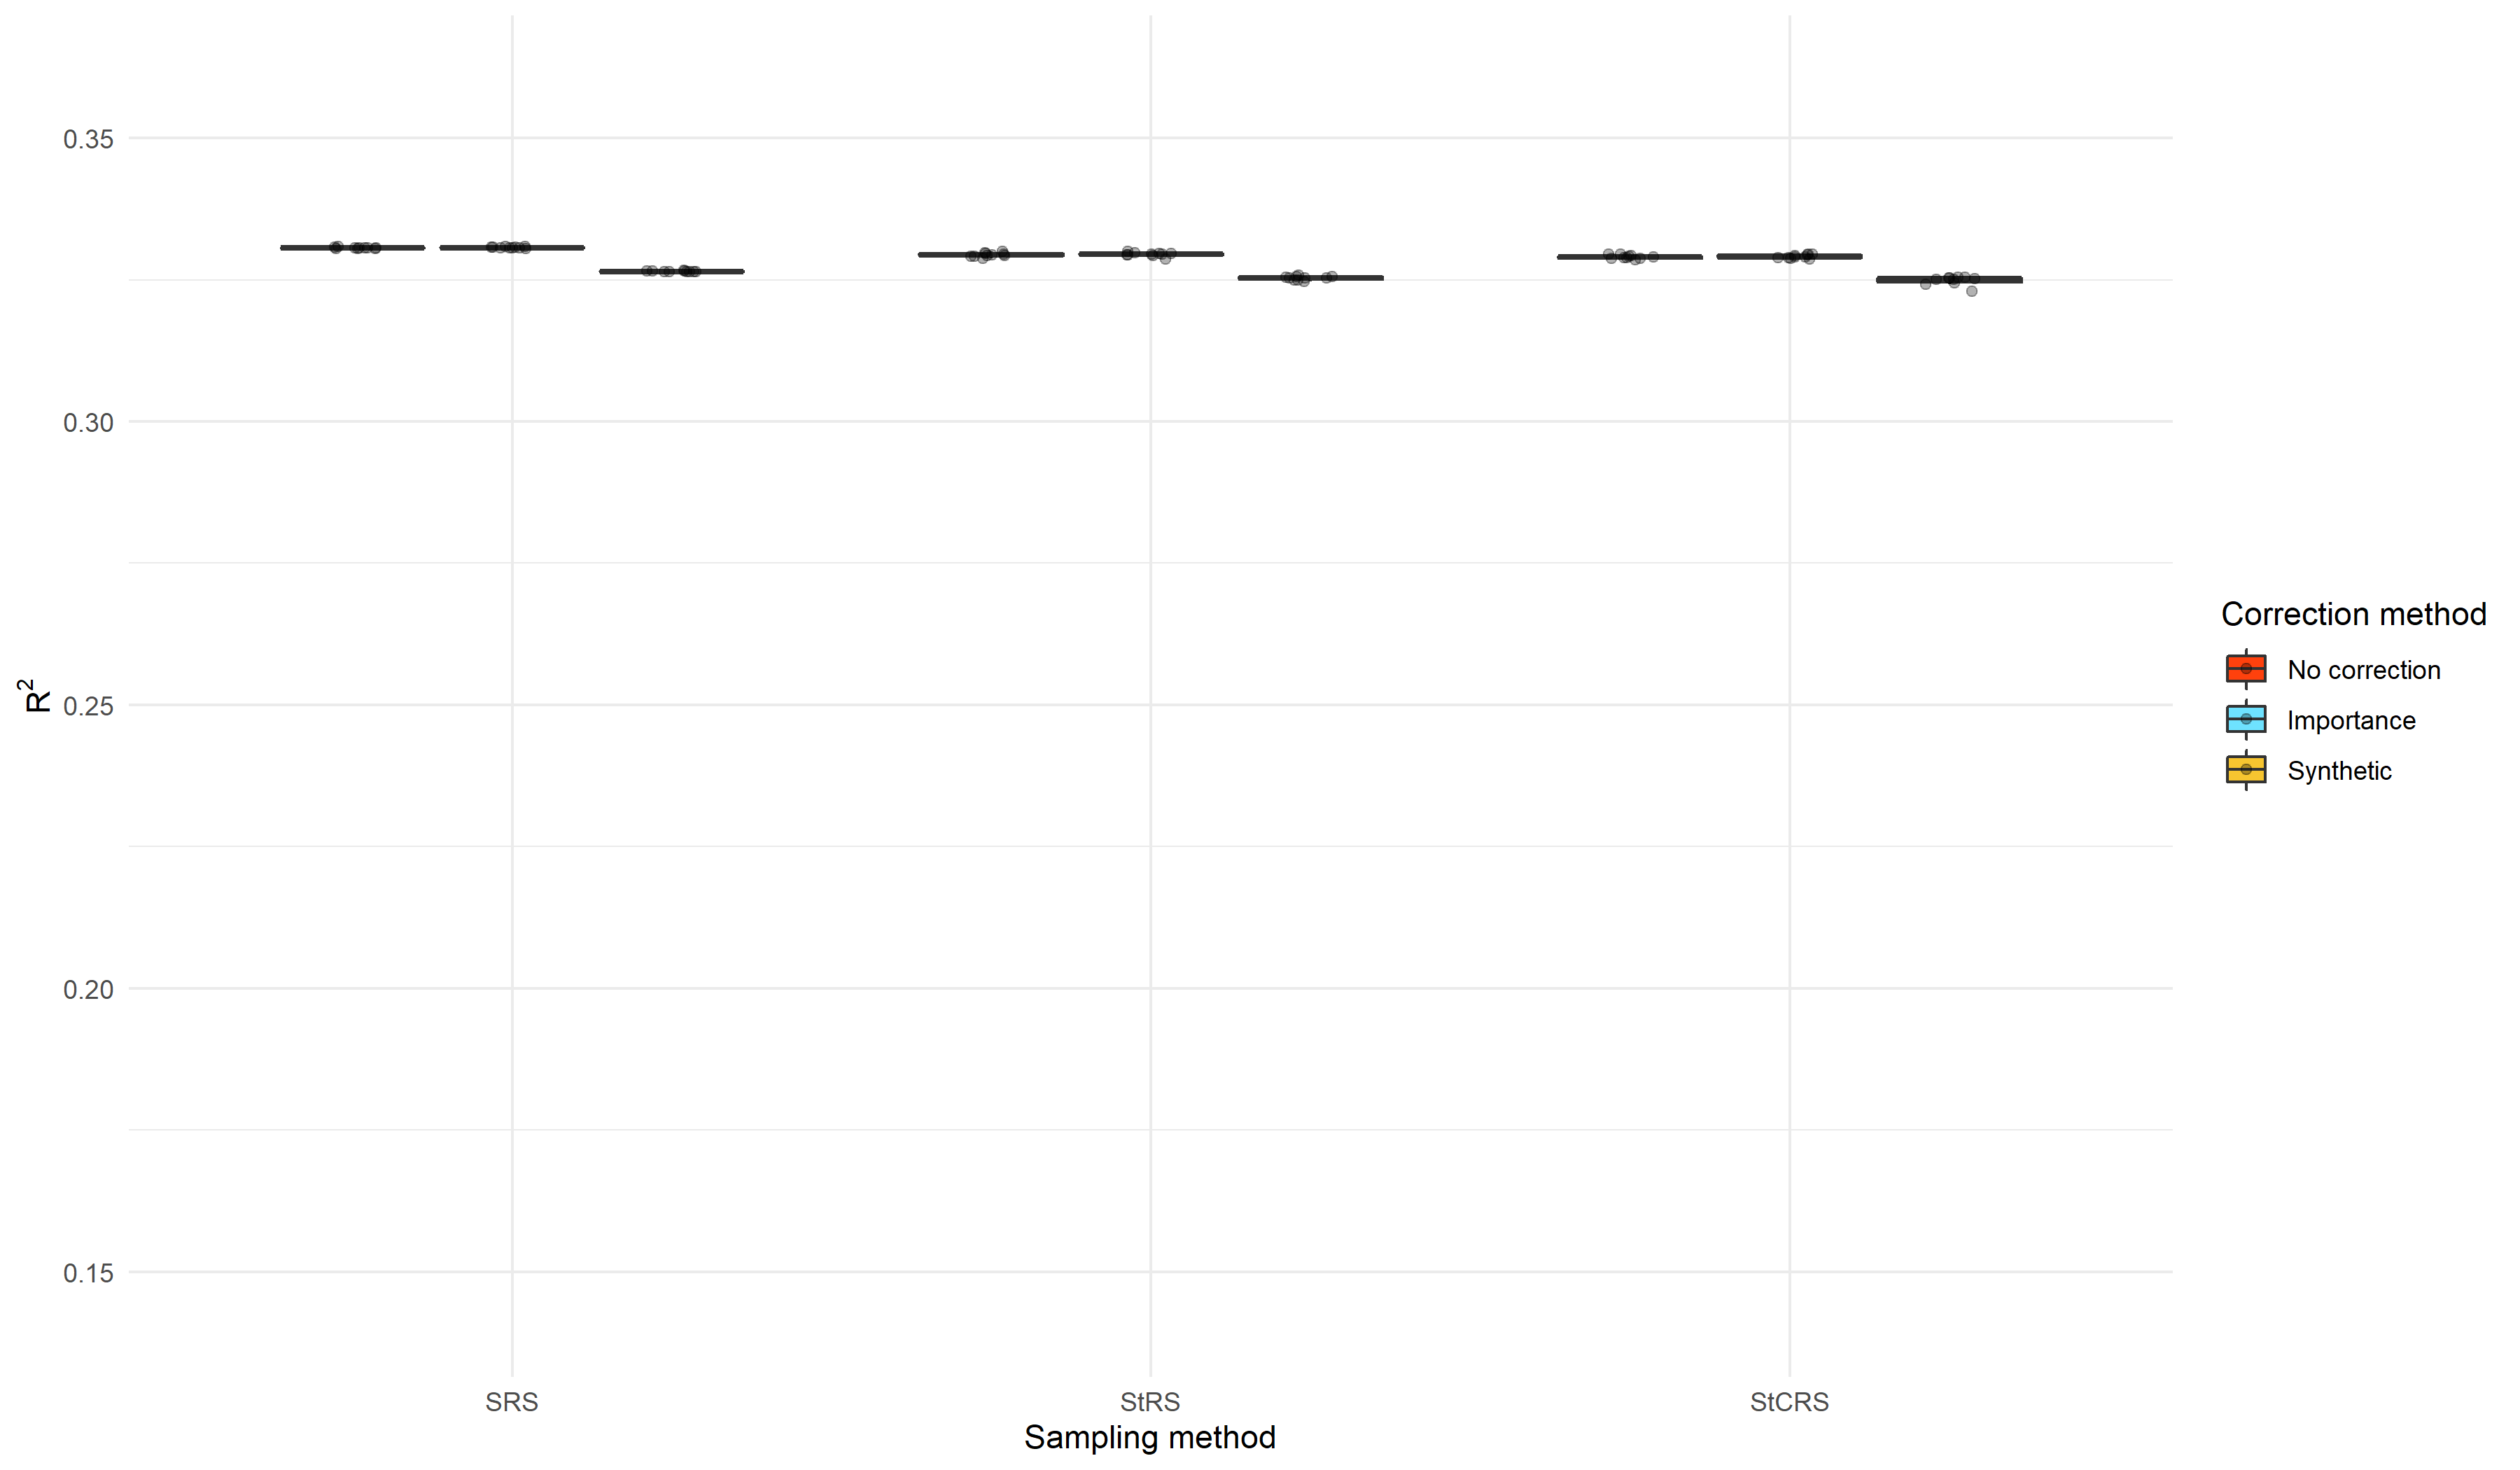 0.35
0.30
0.25
0.20
0.15
R²
SRS
StRS
StCRS
Sampling method
Correction method
No correction
Importance
Synthetic